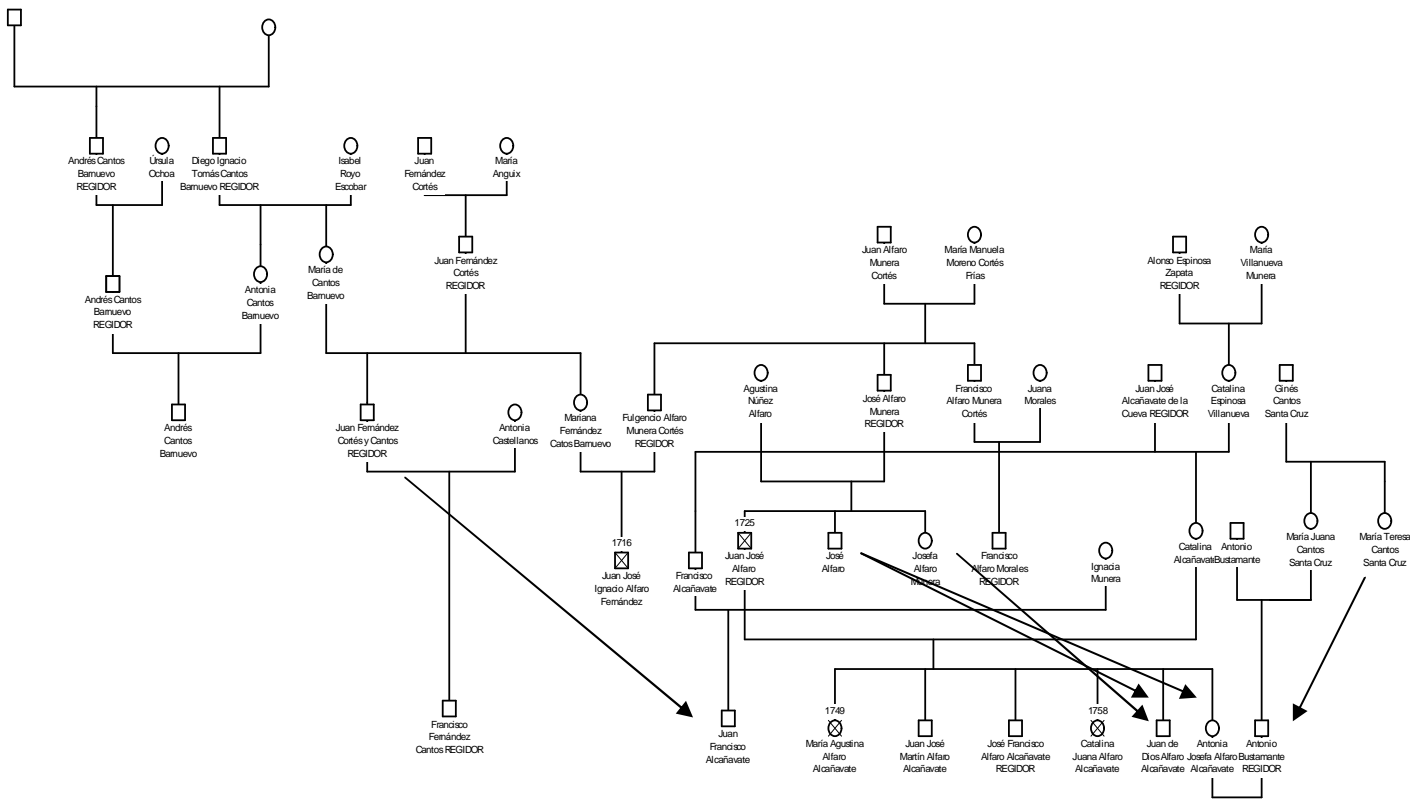 Andrés Cantos
Barnuevo
REGIDOR
Úrsula
Ochoa
Diego Ignacio
Tomás Cantos
Barnuevo REGIDOR
Isabel
Royo
Escobar
Juan
Fernández
Cortés
María
Anguix
Juan Alfaro
Munera
Cortés
María Manuela
Moreno Cortés
Frías
Alonso Espinosa
Zapata
REGIDOR
María
Villanueva
Munera
Andrés Cantos
Barnuevo
REGIDOR
Antonia
Cantos
Barnuevo
María de
Cantos
Barnuevo
Juan Fernández
Cortés
REGIDOR
Andrés
Cantos
Barnuevo
Juan Fernández
Cortés y Cantos
REGIDOR
Antonia
Castellanos
Mariana
Fernández
Catos Barnuevo
Fulgencio Alfaro
Munera Cortés
REGIDOR
Agustina
Núñez
Alfaro
José Alfaro
Munera
REGIDOR
Francisco
Alfaro Munera
Cortés
Juana
Morales
Juan José
Alcañavate de la
Cueva REGIDOR
Catalina
Espinosa
Villanueva
Ginés
Cantos
Santa Cruz
1716
Juan José
Ignacio Alfaro
Fernández
Francisco
Alcañavate
1725
Juan José
Alfaro
REGIDOR
José
Alfaro
Josefa
Alfaro
Munera
Francisco
Alfaro Morales
REGIDOR
Ignacia
Munera
Catalina
Alcañavate
Antonio
Bustamante
María Juana
Cantos
Santa Cruz
María Teresa
Cantos
Santa Cruz
Francisco
Fernández
Cantos REGIDOR
Juan
Francisco
Alcañavate
1749
María Agustina
Alfaro
Alcañavate
Juan José
Martín Alfaro
Alcañavate
José Francisco
Alfaro Alcañavate
REGIDOR
1758
Catalina
Juana Alfaro
Alcañavate
Juan de
Dios Alfaro
Alcañavate
Antonia
Josefa Alfaro
Alcañavate
Antonio
Bustamante
REGIDOR